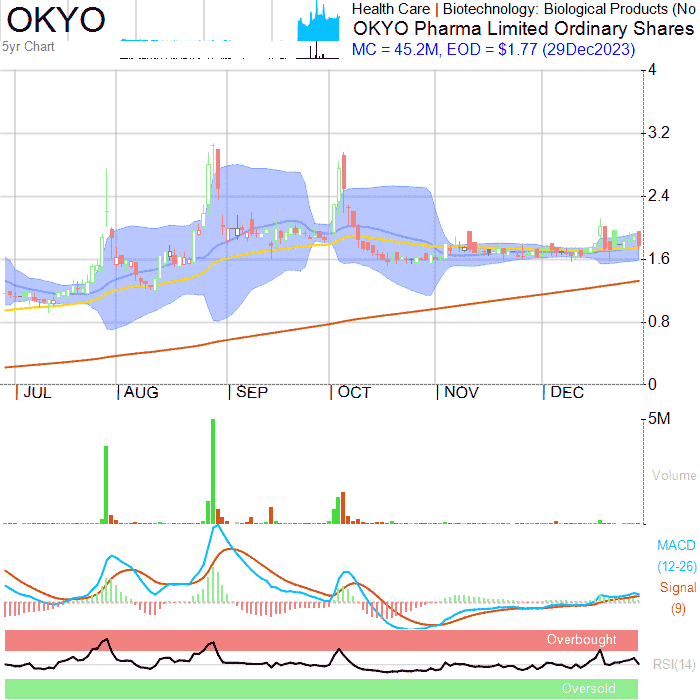 OKYO
5yr Chart
Health Care | Biotechnology: Biological Products (No
OKYO Pharma Limited Ordinary Shares
MC = 45.2M, EOD = $1.77 (29Dec2023)
4
3.2
2.4
1.6
0.8
0
JUL AUG SEP OCT NOV DEC
5M
Volume
MACD
(12-26)
Signal
(9)
Overbought
RSI(14)
Oversold